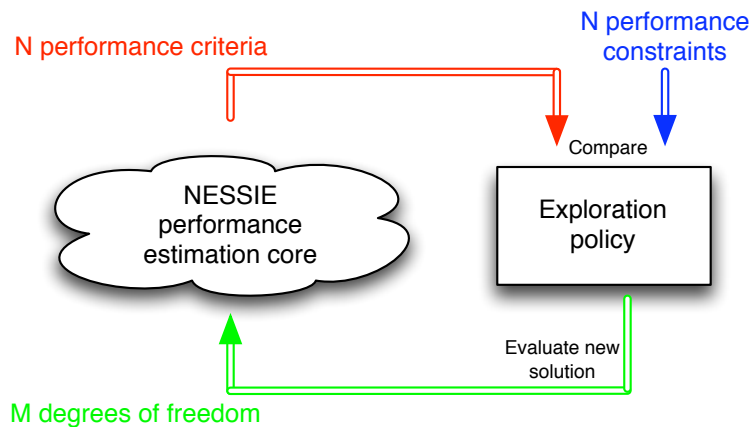 N performance criteria
N performance
constraints
Compare
NESSIE
performance
estimation core
Exploration
policy
Evaluate new
solution
M degrees of freedom